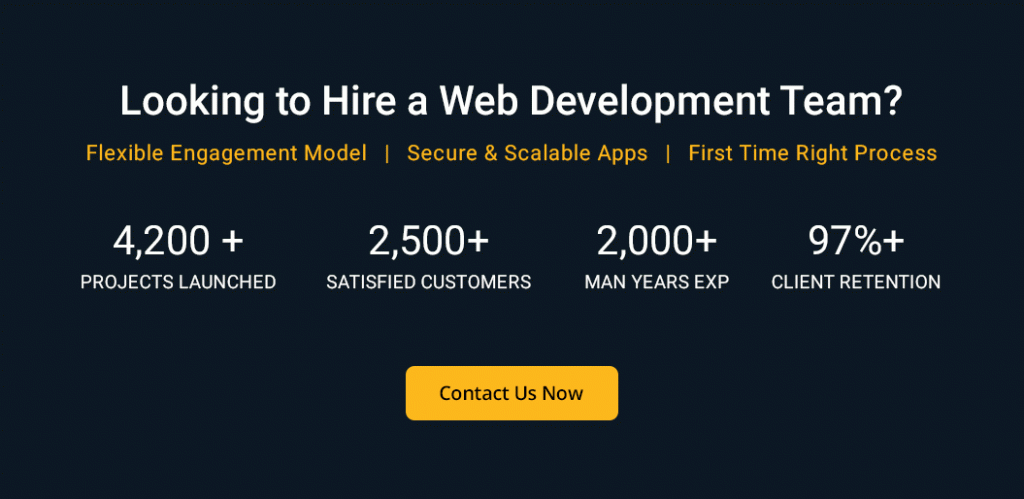 Looking to Hire a Web Development Team?
Flexible Engagement Model | Secure & Scalable Apps | First Time Right Process
4,200 + 2,500+ 2,000+ 97%+
PROJECTS LAUNCHED SATISFIED CUSTOMERS MAN YEARS EXP CLIENT RETENTION
Contact Us Now